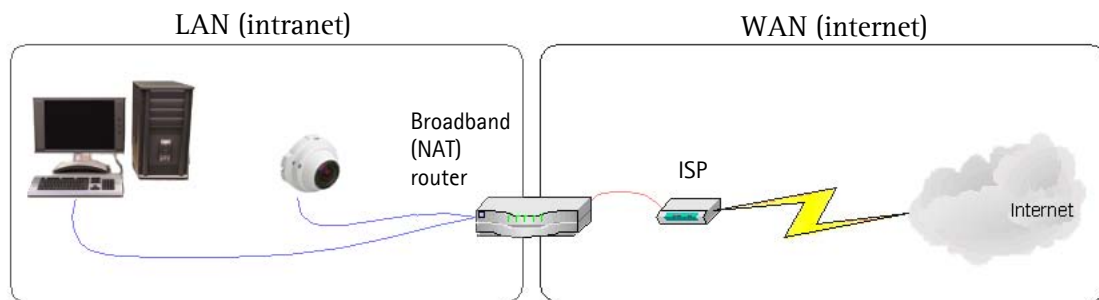 LAN (intranet)
WAN (internet)
Broadband
(NAT)
router
ISP
Internet